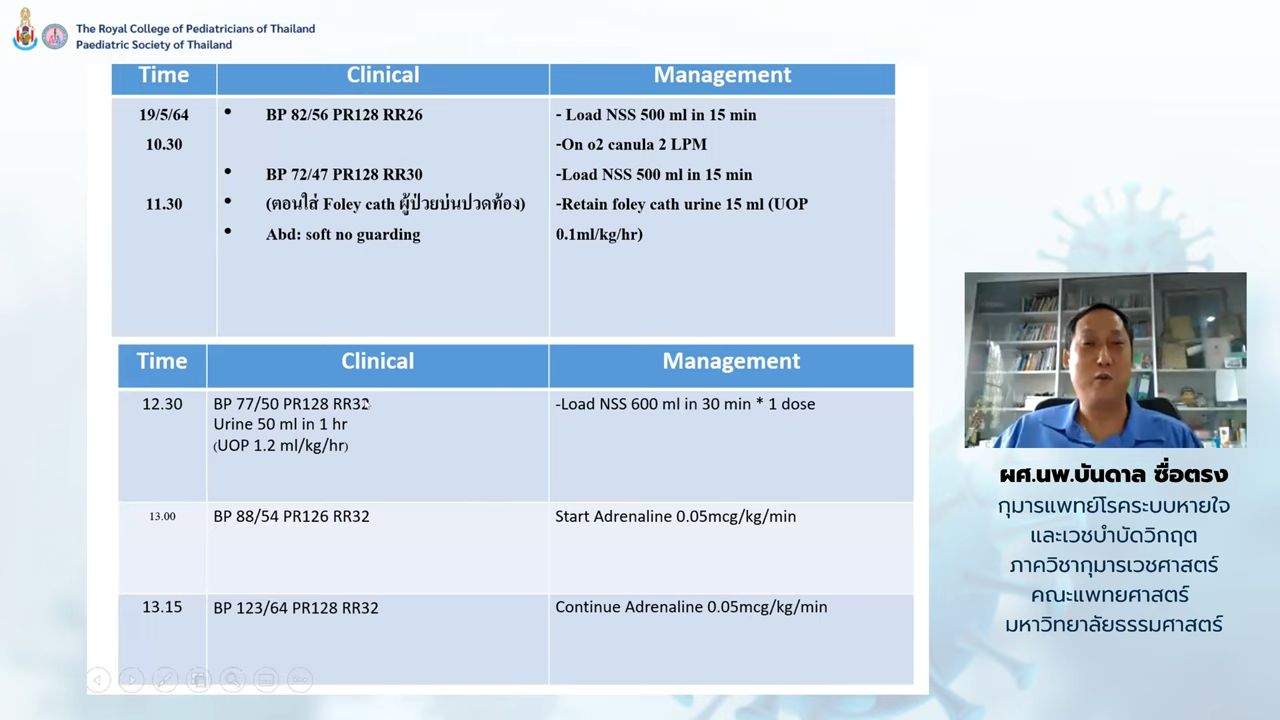 The Royal College of Pediatricians of Thailand
Paediatric Society of Thailand
Time Clinical Management
19/5/64 • BP 82/56 PR128 RR26 - Load NSS 500 ml in 15 min
10.30 -On o2 canula 2 LPM
• BP 72/47 PR128 RR30 -Load NSS 500 ml in 15 min
11.30 • (ตอนใส่ Foley cath ผู้ป่วยบ่นปวดท้อง) -Retain foley cath urine 15 ml (UOP
• Abd: soft no guarding 0.1ml/kg/hr)
Time Clinical Management
12.30 BP 77/50 PR128 RR32 -Load NSS 600 ml in 30 min * 1 dose
Urine 50 ml in 1 hr
(UOP 1.2 ml/kg/hr)
13.00 BP 88/54 PR126 RR32 Start Adrenaline 0.05mcg/kg/min
13.15 BP 123/64 PR128 RR32 Continue Adrenaline 0.05mcg/kg/min
ผศ.นพ.บันดาล ซื่อตรง
กุมารแพทย์โรคระบบหายใจ
และเวชบำบัดวิกฤต
ภาควิชากุมารเวชศาสตร์
คณะแพทยศาสตร์
มหาวิทยาลัยธรรมศาสตร์